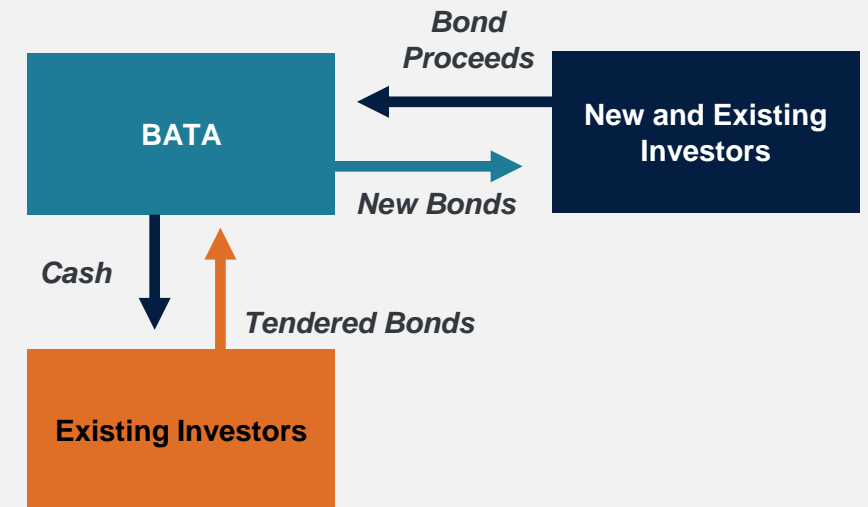 Bond
Proceeds
BATA
New and Existing
Investors
New Bonds
Cash
Tendered Bonds
Existing Investors